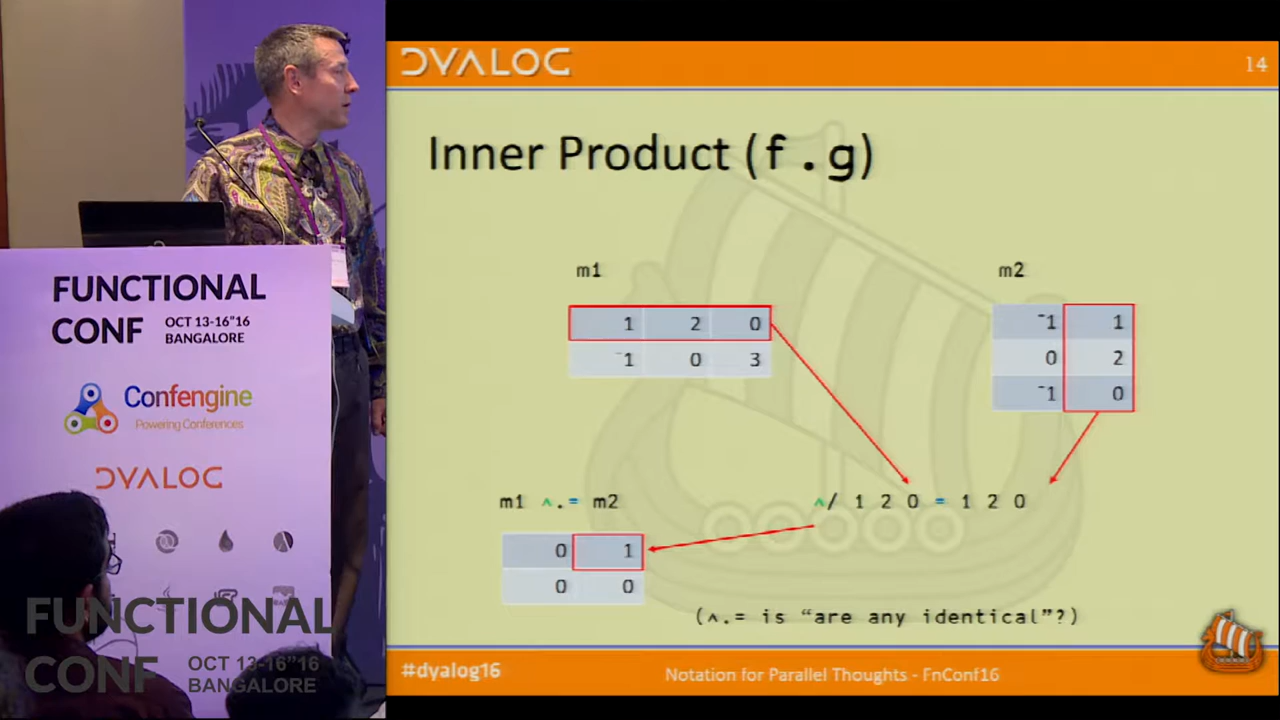 DYALOG
14
Inner Product (f.g)
m1
1 2 0
¯1 0 3
m2
¯1 1
0 2
¯1 0
m1 ∧.= m2
0 1
0 0
∧/ 1 2 0 = 1 2 0
(∧.= is “are any identical”?)
#dyalog16
Notation for Parallel Thoughts - FnConf16
FUNCTIONAL
CONF
OCT 13-16"16
BANGALORE
Confengine
Powering Conferences
DYALOG
FUNCTIONAL
CONF
OCT 13-16"16
BANGALORE